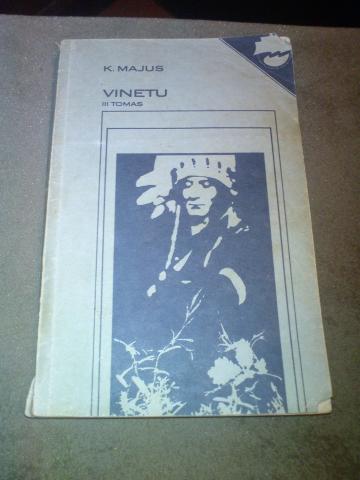 K. MAJUS
VINETU
III TOMAS